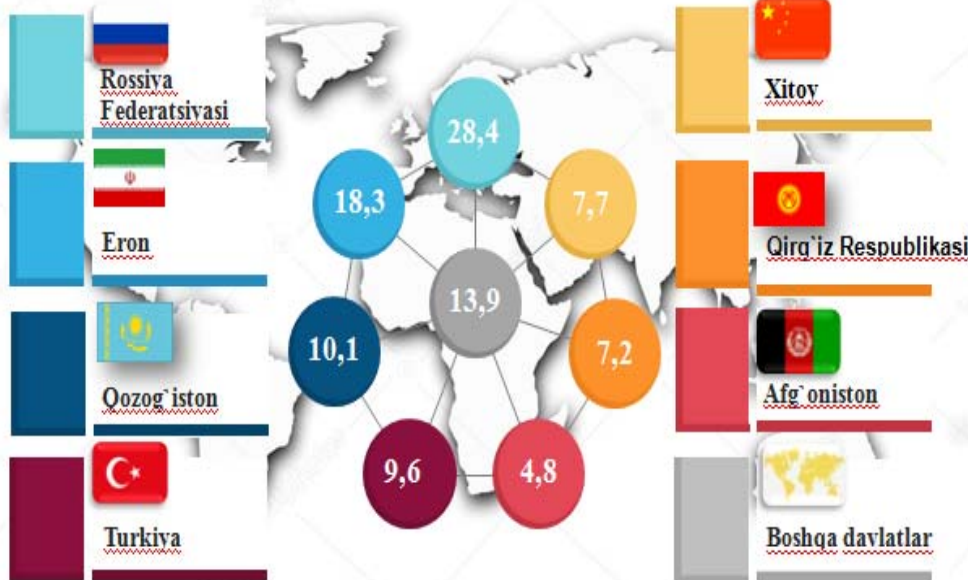 Rossiya
Federatsiyasi
Eron
Qozog`iston
Turkiya
28,4
18,3
7,7
13,9
10,1
7,2
9,6
4,8
Xitoy
Qirg`iz Respublikasi
Afg`oniston
Boshqa davlatlar